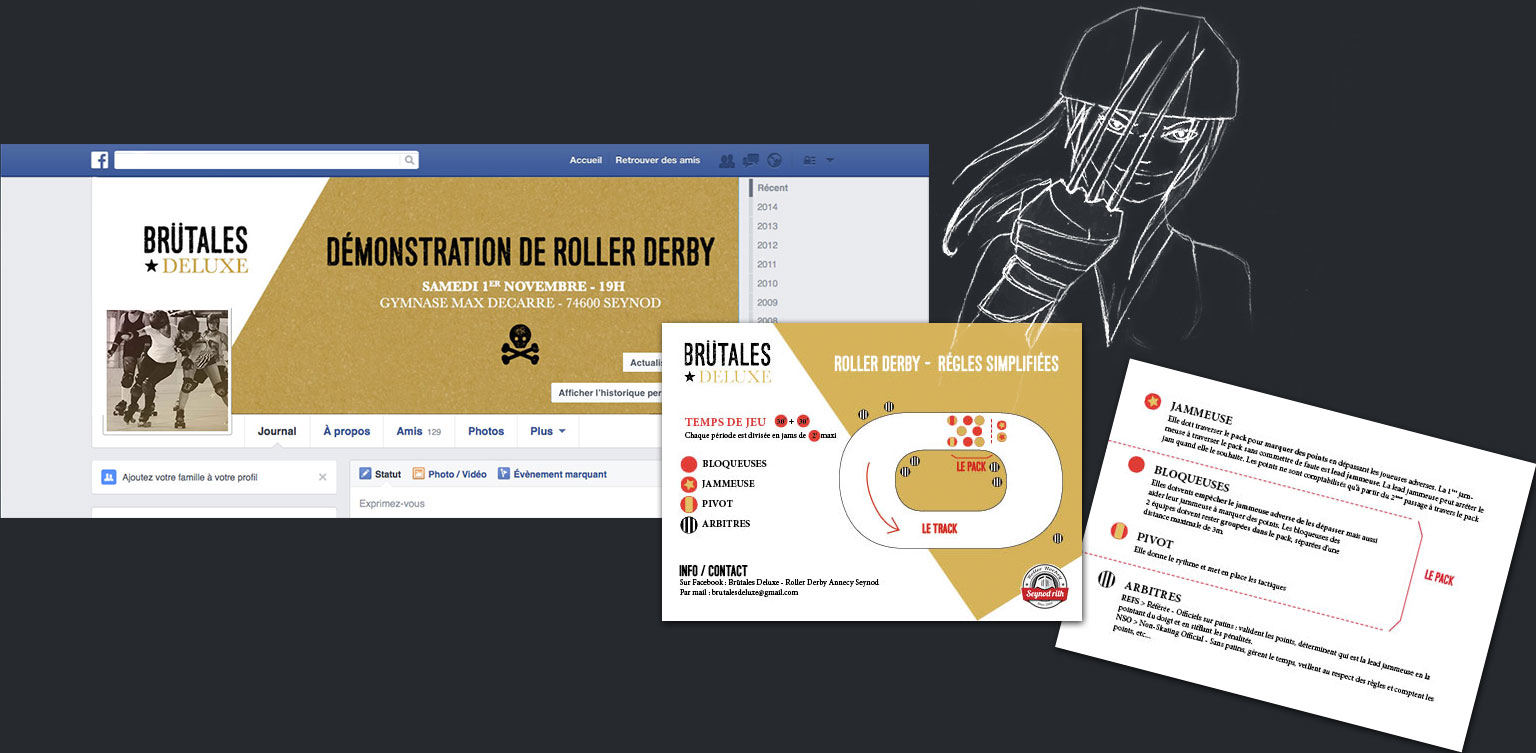 Accueil
Retrouver des amis
BRÜTALES
DELUXE
DÉMONSTRATION DE ROLLER DERBY
SAMEDI 1ER NOVEMBRE - 19H
GYMNASE MAX DECARRE - 74600 SEYNOD
Actualis
Afficher l'historique per
Récent
2014
2013
2012
2011
2010
2009
2008
Journal
À propos
Amis 129
Photos
Plus
Ajoutez votre famille à votre profil
Statut
Photo / Vidéo
Évènement marquant
Exprimez-vous
BRÜTALES
DELUXE
ROLLER DERBY - RÉGLES SIMPLIFIÉES
TEMPS DE JEU 30' + 30'
Chaque période est divisée en jams de 2' maxi
BLOQUEUSES
JAMMEUSE
PIVOT
ARBITRES
LE PACK
LE TRACK
INFO / CONTACT
Sur Facebook : Brütales Deluxe - Roller Derby Annecy Seynod
Par mail : brutalesdeluxe@gmail.com
Roller Hockey
Seynod rilh
JAMMEUSE
Elle doit traverser le pack pour marquer des points en dépassant les joueuses adverses. La 1ère jam-
meuse à traverser le pack sans commettre de faute est lead jammeuse. La lead jammeuse peut arrêter le
jam quand elle le souhaite. Les points ne sont comptabilisés qu'à partir du 2ème passage à travers le pack
BLOQUEUSES
Elles doivents empêcher le jammeuse adverse de les dépasser mais aussi
aider leur jammeuse à marquer des points. Les bloqueuses des
2 équipes doivent rester groupées dans le pack, séparées d'une
distance maximale de 3m.
PIVOT
Elle donne le rythme et met en place les tactiques
LE PACK
ARBITRES
REFS > Référée - Officiels sur patins : valident les points, déterminent qui est la lead jammeuse en la
pointant du doigt et en sifflant les pénalités.
NSO > Non-Skating Official - Sans patins, gérent le temps, veillent au respect des règles et comptent les
points, etc...